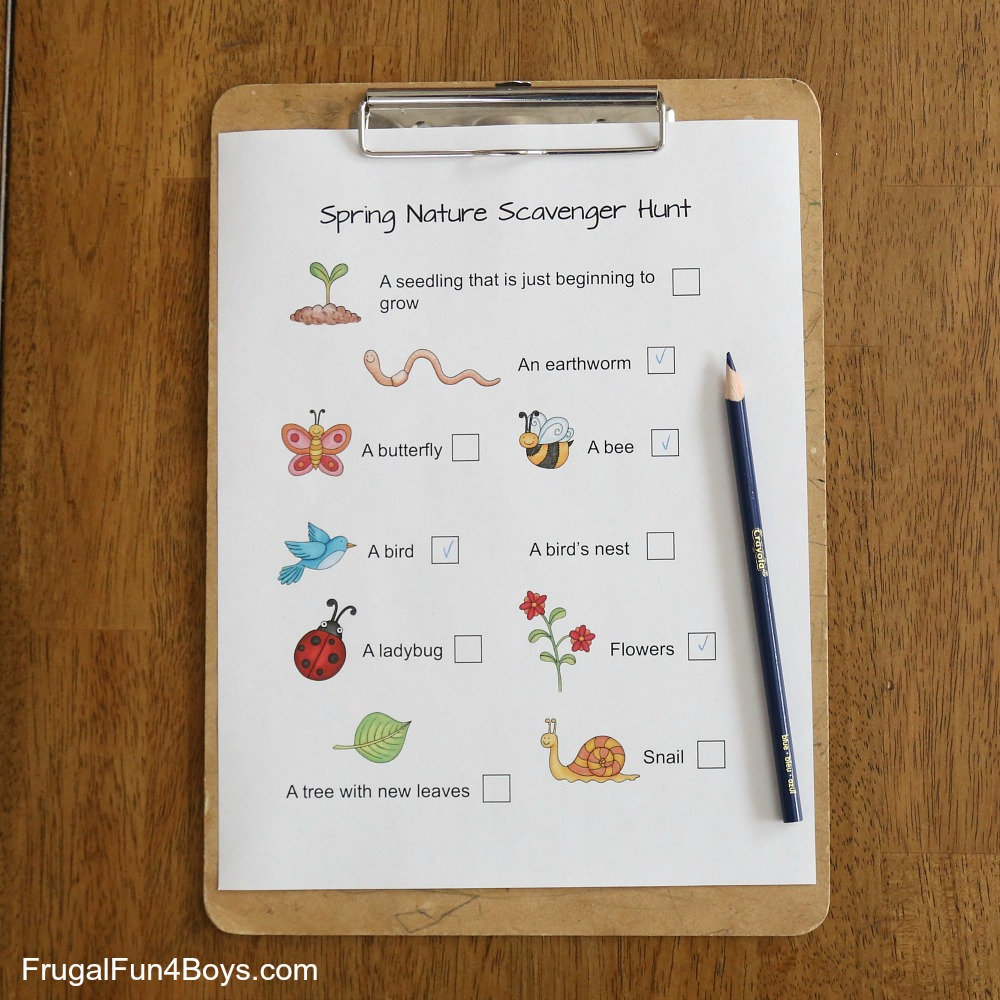 Spring Nature Scavenger Hunt
A seedling that is just beginning to
grow
An earthworm
A butterfly
A bee
A bird
A bird's nest
A ladybug
Flowers
Snail
A tree with new leaves
Crayola
blue • bleu • azul
FrugalFun4Boys.com